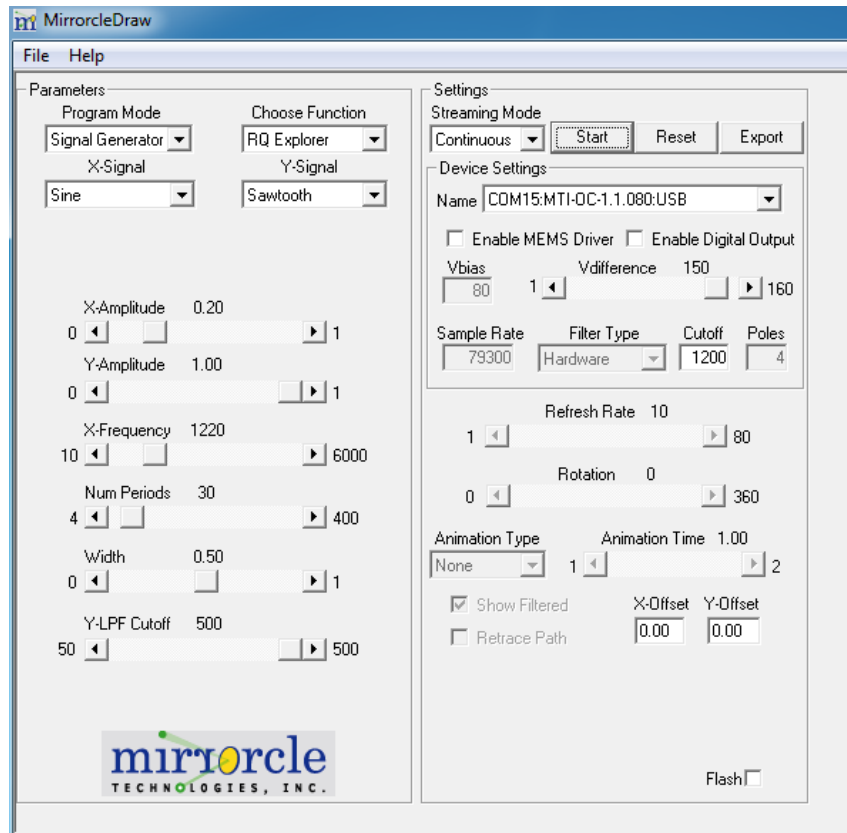 MirrorcleDraw
File Help
Parameters
Program Mode Choose Function
Signal Generator RQ Explorer
X-Signal Y-Signal
Sine Sawtooth
X-Amplitude 0.20
0 1
Y-Amplitude 1.00
0 1
X-Frequency 1220
10 6000
Num Periods 30
4 400
Width 0.50
0 1
Y-LPF Cutoff 500
50 500
mirrorcle
TECHNOLOGIES, INC.
Settings
Streaming Mode
Continuous Start Reset Export
Device Settings
Name COM15:MTI-OC-1.1.080:USB
Enable MEMS Driver Enable Digital Output
Vbias Vdifference 150
80 1 160
Sample Rate Filter Type Cutoff Poles
79300 Hardware 1200 4
Refresh Rate 10
1 80
Rotation 0
0 360
Animation Type Animation Time 1.00
None 1 2
Show Filtered X-Offset Y-Offset
Retrace Path 0.00 0.00
Flash